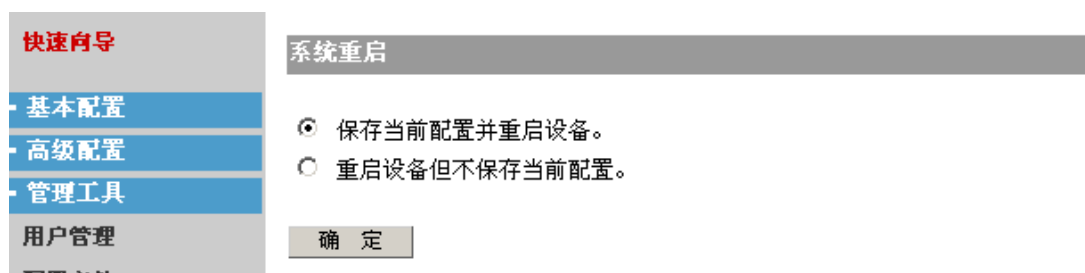 快速向导
系统重启
基本配置
保存当前配置并重启设备。
高级配置
重启设备但不保存当前配置。
管理工具
用户管理
确 定